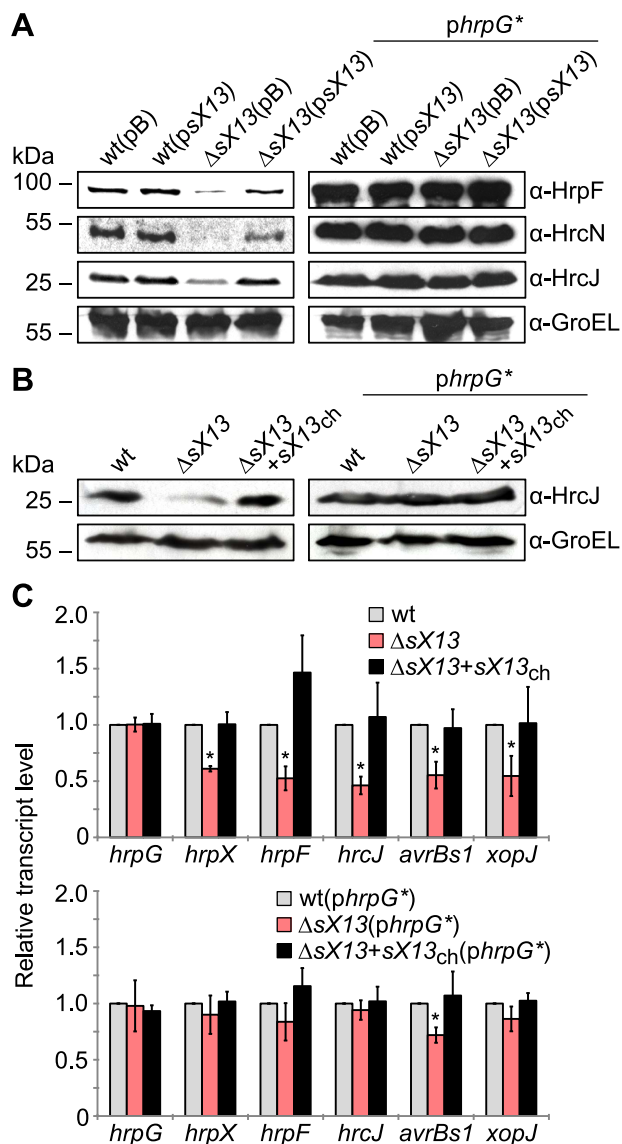 A
phrpG*
wt(pB) wt(psX13) ΔsX13(pB) ΔsX13(psX13) wt(pB) wt(psX13) ΔsX13(pB) ΔsX13(psX13)
kDa
100 α-HrpF
55 α-HrcN
25 α-HrcJ
55 α-GroEL
B
phrpG*
wt ΔsX13 ΔsX13 +sX13ch wt ΔsX13 ΔsX13 +sX13ch
kDa
25 α-HrcJ
55 α-GroEL
C
Relative transcript level
2.0
1.5
1.0
0.5
wt
ΔsX13
ΔsX13+sX13ch
* * * * *
hrpG hrpX hrpF hrcJ avrBs1 xopJ
2.0
1.5
1.0
0.5
wt(phrpG*)
ΔsX13(phrpG*)
ΔsX13+sX13ch(phrpG*)
*
hrpG hrpX hrpF hrcJ avrBs1 xopJ